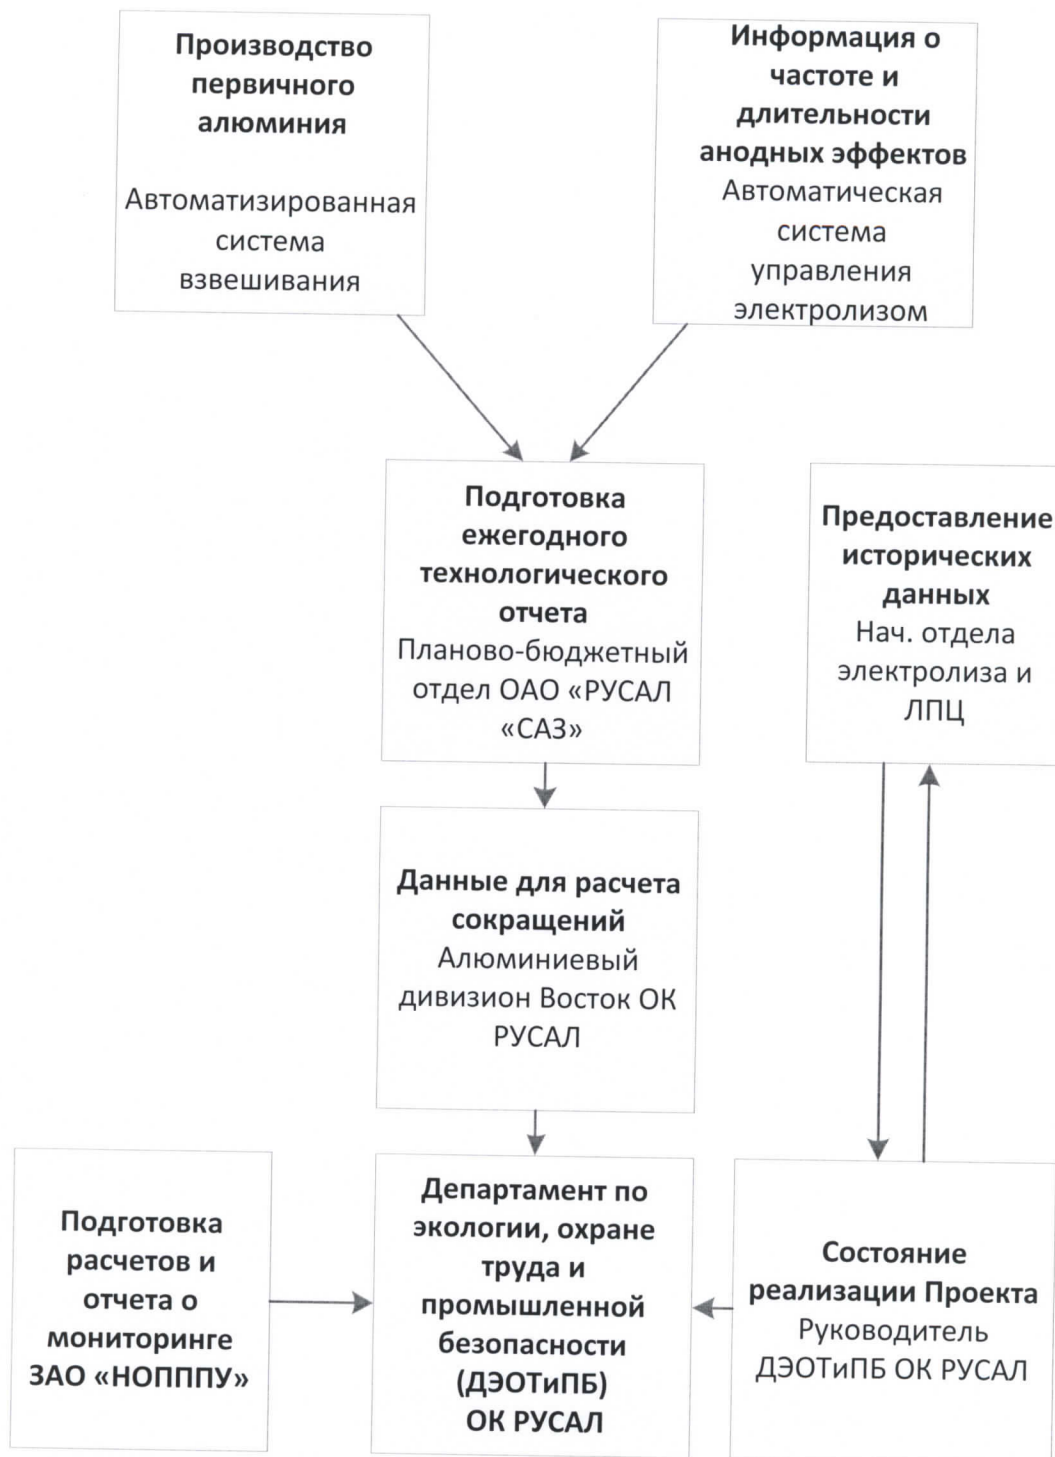 Производство
первичного
алюминия
Автоматизированная
система
взвешивания
Информация о
частоте и
длительности
анодных эффектов
Автоматическая
система
управления
электролизом
Подготовка
ежегодного
технологического
отчета
Планово-бюджетный
отдел ОАО «РУСАЛ
«САЗ»
Предоставление
исторических
данных
Нач. отдела
электролиза и
ЛПЦ
Данные для расчета
сокращений
Алюминиевый
дивизион Восток ОК
РУСАЛ
Подготовка
расчетов и
отчета о
мониторинге
ЗАО «НОПППУ»
Департамент по
экологии, охране
труда и
промышленной
безопасности
(ДЭОТиПБ)
ОК РУСАЛ
Состояние
реализации Проекта
Руководитель
ДЭОТиПБ ОК РУСАЛ